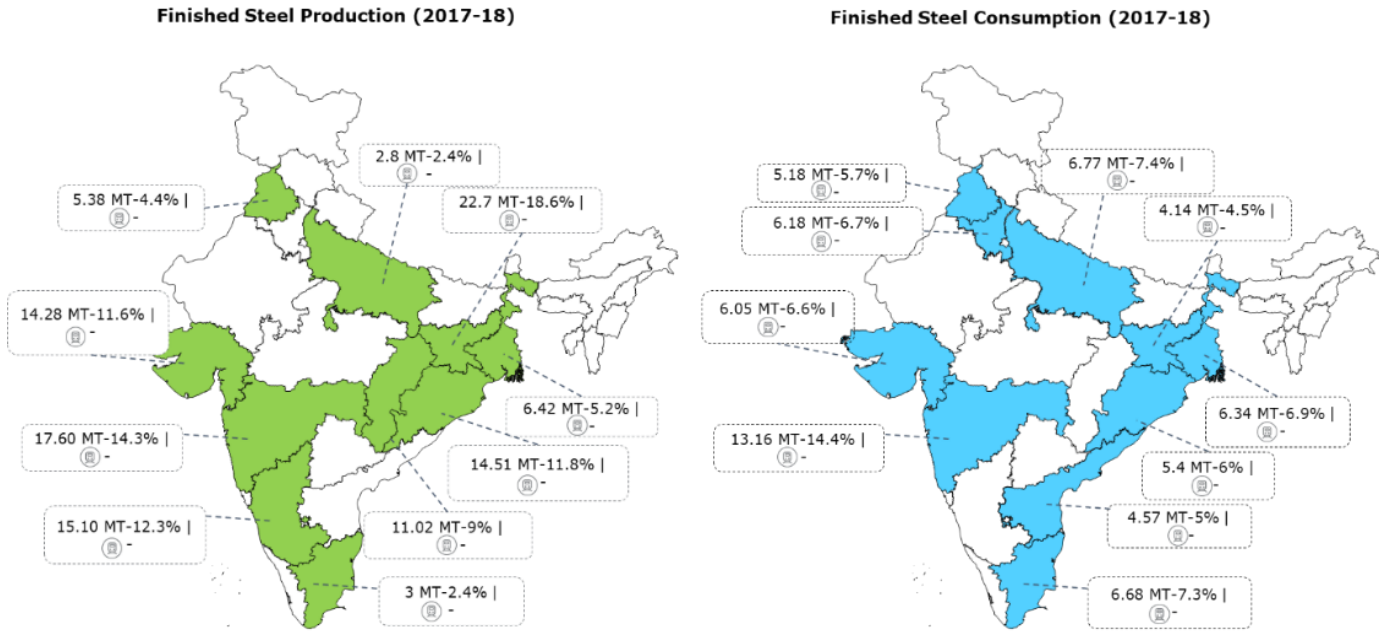 Finished Steel Production (2017-18)
2.8 MT-2.4% |
-
5.38 MT-4.4% |
-
22.7 MT-18.6% |
-
14.28 MT-11.6% |
-
6.42 MT-5.2% |
-
17.60 MT-14.3% |
-
14.51 MT-11.8% |
-
15.10 MT-12.3% |
-
11.02 MT-9% |
-
3 MT-2.4% |
-
Finished Steel Consumption (2017-18)
6.77 MT-7.4% |
-
5.18 MT-5.7% |
-
4.14 MT-4.5% |
-
6.18 MT-6.7% |
-
6.05 MT-6.6% |
-
6.34 MT-6.9% |
-
13.16 MT-14.4% |
-
5.4 MT-6% |
-
4.57 MT-5% |
-
6.68 MT-7.3% |
-